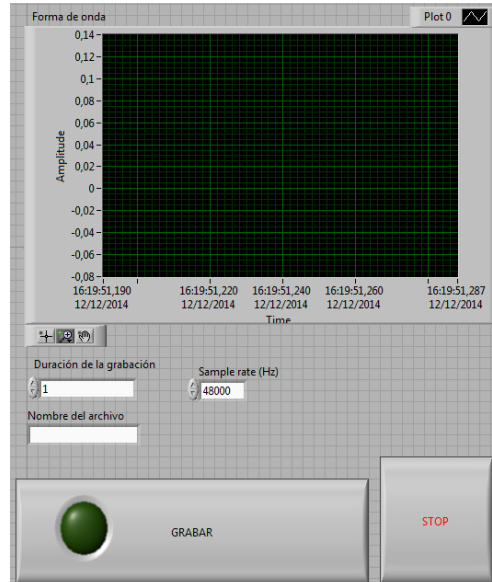 Forma de onda
Plot 0
0,14
0,12
0,1
0,08
0,06
0,04
0,02
0
-0,02
-0,04
-0,06
-0,08
Amplitude
16:19:51,190 16:19:51,220 16:19:51,240 16:19:51,260 16:19:51,287
12/12/2014 12/12/2014 12/12/2014 12/12/2014 12/12/2014
Time
Duración de la grabación
1
Sample rate (Hz)
48000
Nombre del archivo
GRABAR
STOP